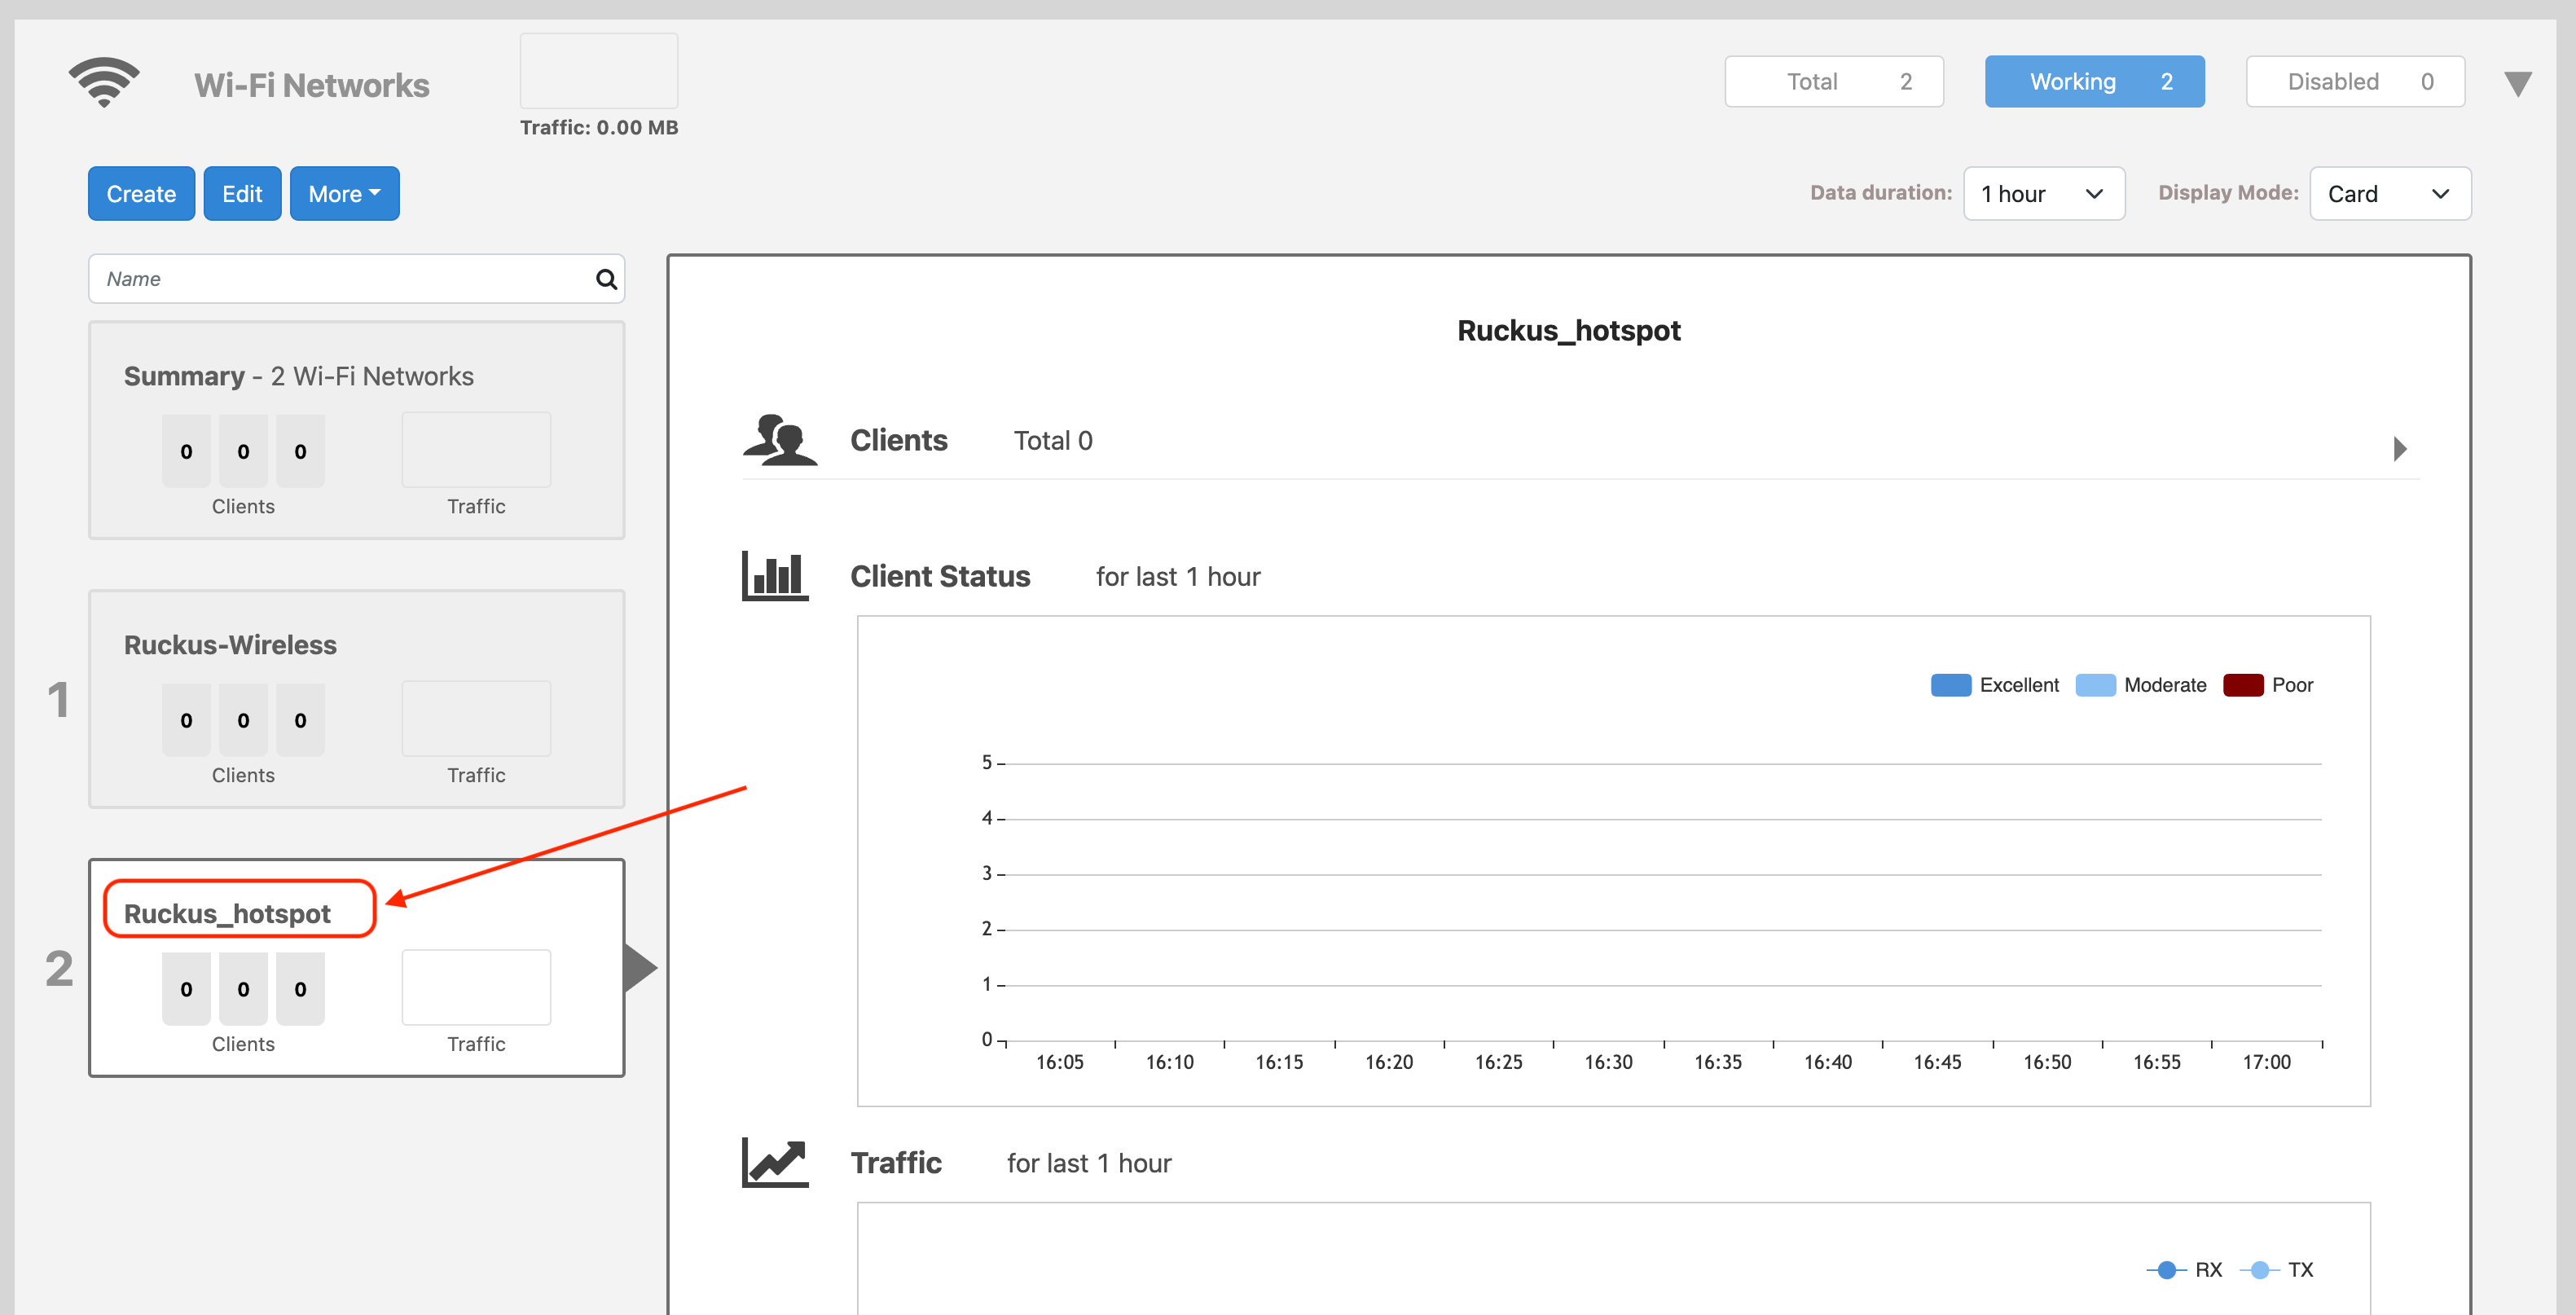 Wi-Fi Networks
Traffic: 0.00 MB
Total 2
Working 2
Disabled 0
Create
Edit
More
Data duration:
1 hour
Display Mode:
Card
Name
Summary - 2 Wi-Fi Networks
0 0 0
Clients
Traffic
1
Ruckus-Wireless
0 0 0
Clients
Traffic
2
Ruckus_hotspot
0 0 0
Clients
Traffic
Ruckus_hotspot
Clients Total 0
Client Status for last 1 hour
Excellent Moderate Poor
5
4
3
2
1
0
16:05 16:10 16:15 16:20 16:25 16:30 16:35 16:40 16:45 16:50 16:55 17:00
Traffic for last 1 hour
RX TX